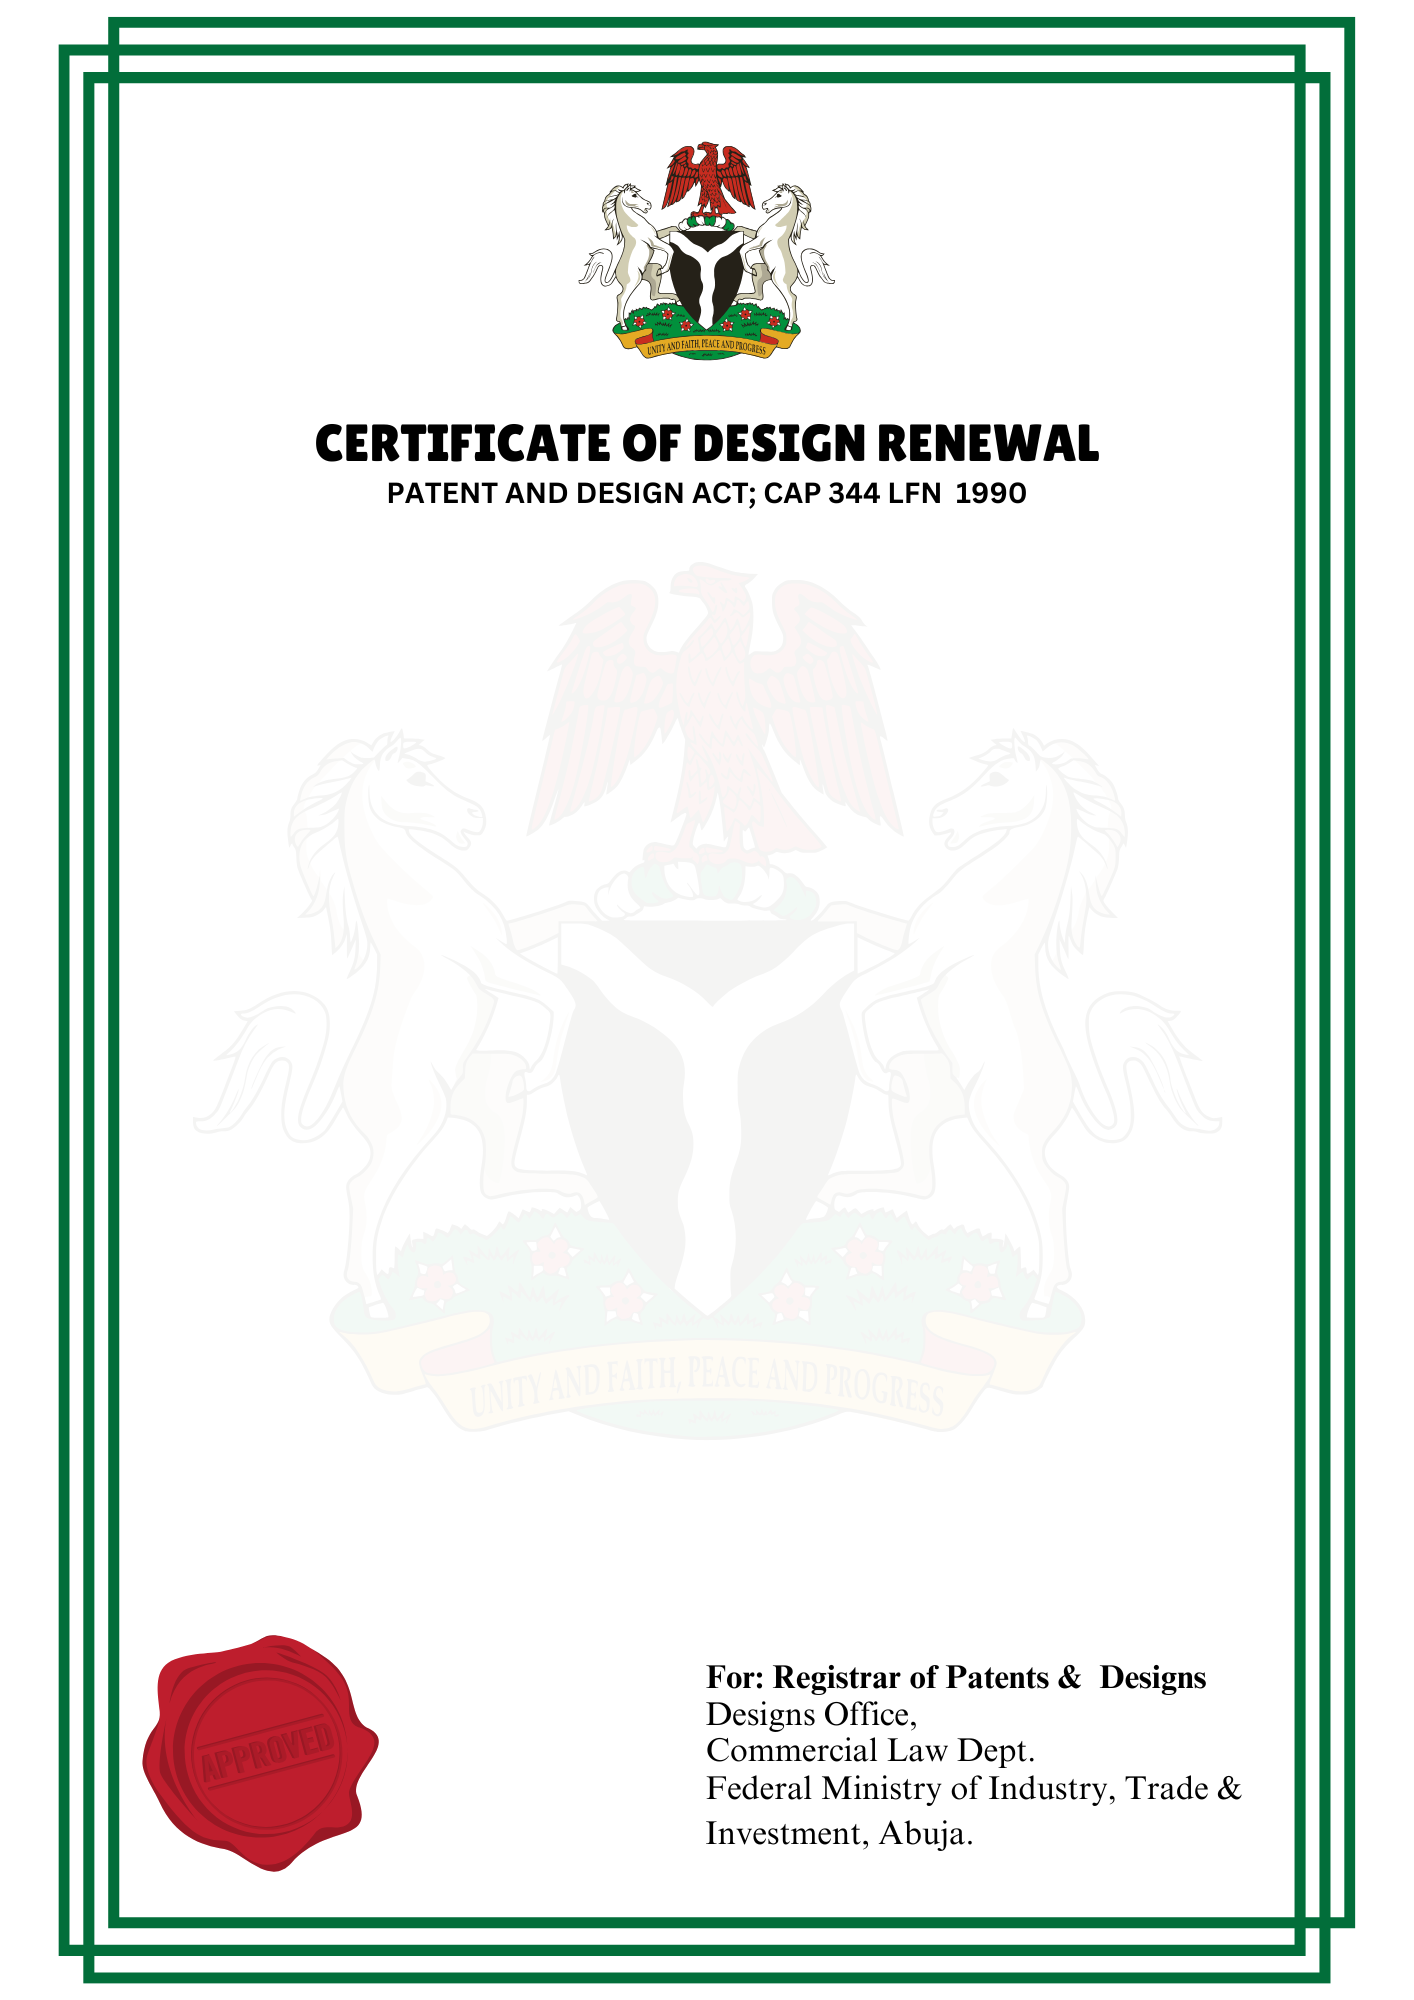 UNITY AND FAITH, PEACE AND PROGRESS
CERTIFICATE OF DESIGN RENEWAL
PATENT AND DESIGN ACT; CAP 344 LFN  1990
UNITY AND FAITH, PEACE AND PROGRESS
APPROVED
For: Registrar of Patents &  Designs
Designs Office,
Commercial Law Dept.
Federal Ministry of Industry, Trade &
Investment, Abuja.